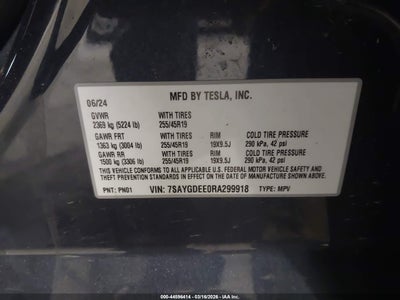 MFD BY TESLA, INC.
06/24
GVWR WITH TIRES
2369 kg (5224 lb) 255/45R19
GAWR FRT WITH TIRES RIM COLD TIRE PRESSURE
1363 kg (3004 lb) 255/45R19 19X9.5J 290 kPa, 42 psi
GAWR RR WITH TIRES RIM COLD TIRE PRESSURE
1500 kg (3306 lb) 255/45R19 19X9.5J 290 kPa, 42 psi
THIS VEHICLE CONFORMS TO ALL APPLICABLE U.S. FEDERAL MOTOR VEHICLE SAFETY
AND THEFT PREVENTION STANDARDS IN EFFECT ON THE DATE OF MANUFACTURE SHOWN ABOVE.
PNT: PN01 VIN: 7SAYGDEE0RA299918 TYPE: MPV
000-44596414 - 03/16/2026 - IAA, Inc.